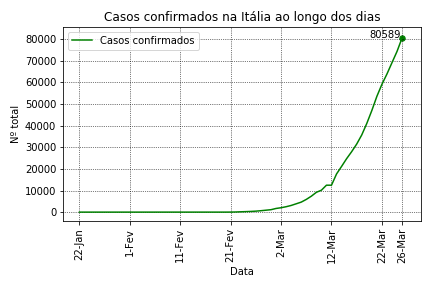 Casos confirmados na Itália ao longo dos dias
Casos confirmados
80589
Nº total
80000
70000
60000
50000
40000
30000
20000
10000
0
22-Jan
1-Fev
11-Fev
21-Fev
2-Mar
12-Mar
22-Mar
26-Mar
Data